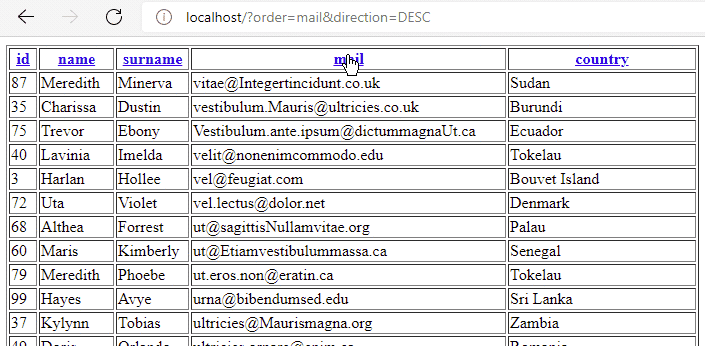 localhost/?order=mail&direction=DESC
id name surname mail country
87 Meredith Minerva vitae@Integertincidunt.co.uk Sudan
35 Charissa Dustin vestibulum.Mauris@ultricies.co.uk Burundi
75 Trevor Ebony Vestibulum.ante.ipsum@dictummagnaUt.ca Ecuador
40 Lavinia Imelda velit@nonenimcommodo.edu Tokelau
3 Harlan Hollee vel@feugiat.com Bouvet Island
72 Uta Violet vel.lectus@dolor.net Denmark
68 Althea Forrest ut@sagittisNullamvitae.org Palau
60 Maris Kimberly ut@Etiamvestibulummassa.ca Senegal
79 Meredith Phoebe ut.eros.non@eratin.ca Tokelau
99 Hayes Avye urna@bibendumsed.edu Sri Lanka
37 Kylynn Tobias ultricies@Maurismagna.org Zambia